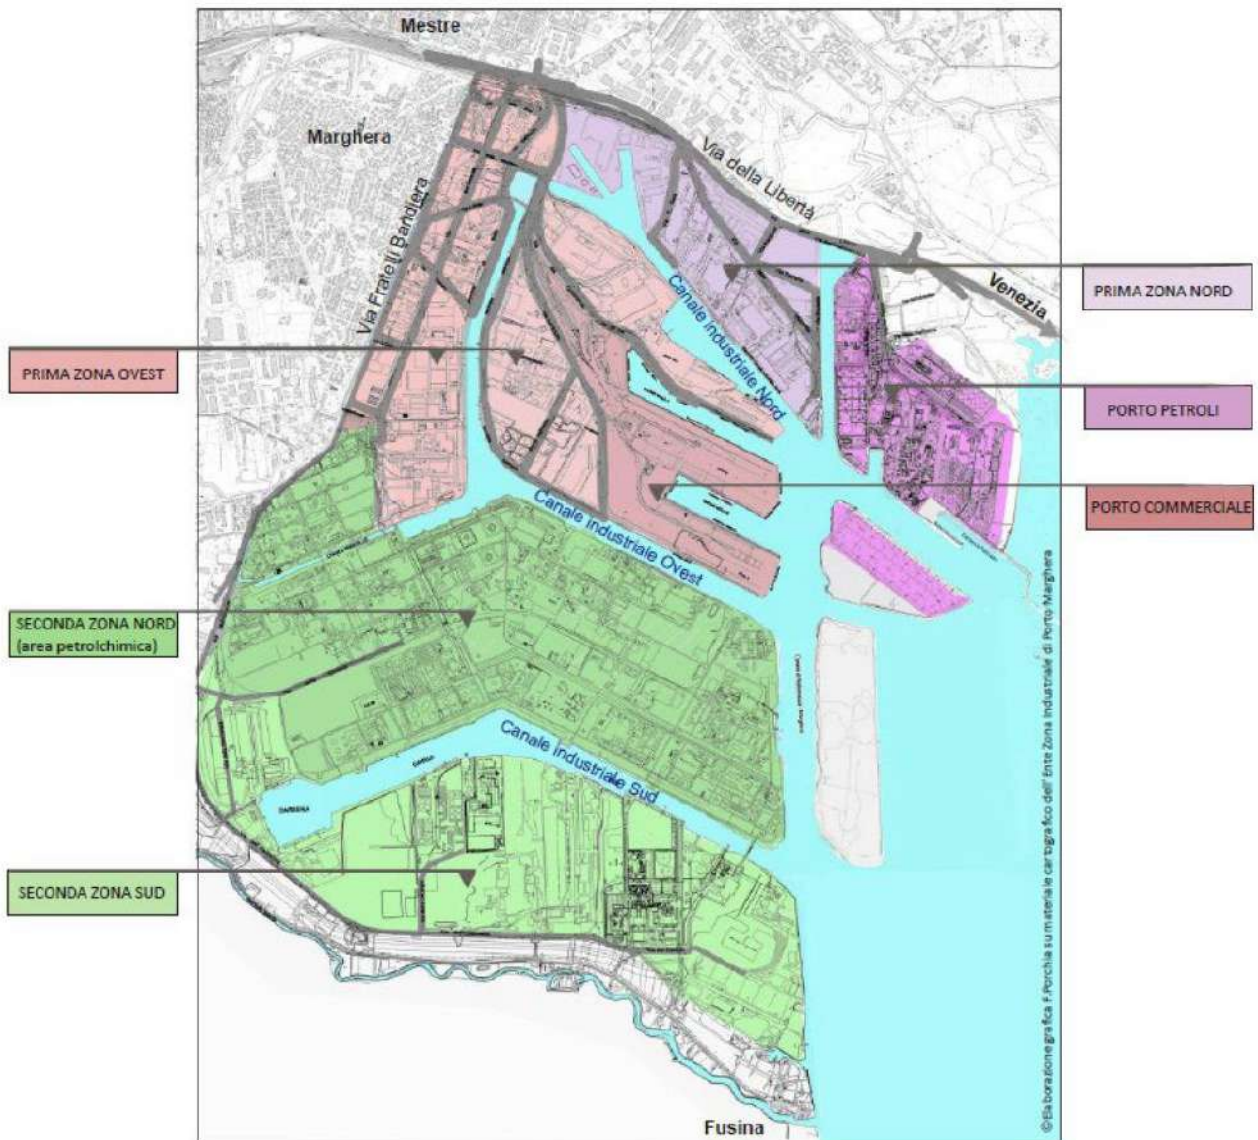 Mestre
Marghera
Via Fratelli Bandiera
Via della Libertà
Venezia
Canale industriale Nord
PRIMA ZONA NORD
PRIMA ZONA OVEST
PORTO PETROLI
PORTO COMMERCIALE
Canale industriale Ovest
SECONDA ZONA NORD
(area petrolchimica)
Canale industriale Sud
DARSENA
SECONDA ZONA SUD
Fusina
©Elaborazione grafica F.Porchia su materiale cartografico dell'Ente Zona Industriale di Porto Marghera